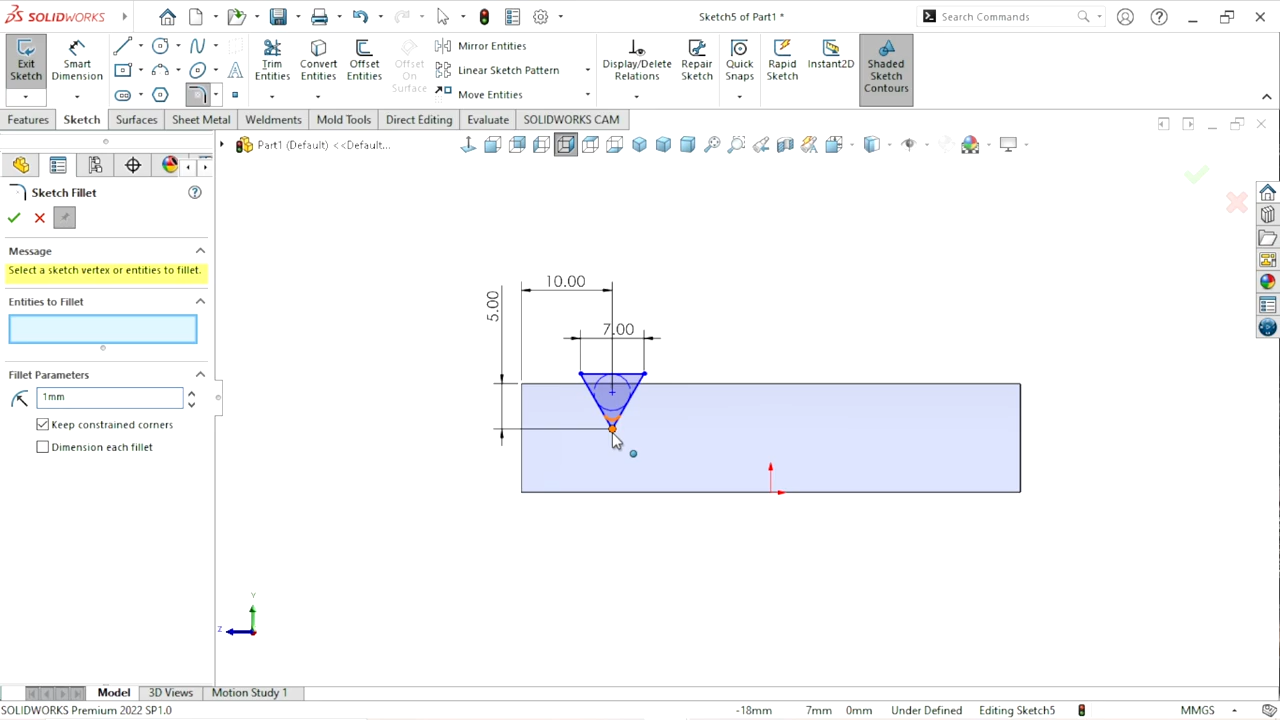 SOLIDWORKS
Sketch5 of Part1 *
Search Commands
Exit Sketch
Smart Dimension
Trim Entities
Convert Entities
Offset Entities
Offset On Surface
Mirror Entities
Linear Sketch Pattern
Move Entities
Display/Delete Relations
Repair Sketch
Quick Snaps
Rapid Sketch
Instant2D
Shaded Sketch Contours
Features
Sketch
Surfaces
Sheet Metal
Weldments
Mold Tools
Direct Editing
Evaluate
SOLIDWORKS CAM
Part1 (Default) <<Default...
Sketch Fillet
Message
Select a sketch vertex or entities to fillet.
Entities to Fillet
Fillet Parameters
1mm
Keep constrained corners
Dimension each fillet
10.00
5.00
7.00
Y
Z
Model
3D Views
Motion Study 1
SOLIDWORKS Premium 2022 SP1.0
-18mm
7mm
0mm
Under Defined
Editing Sketch5
MMGS